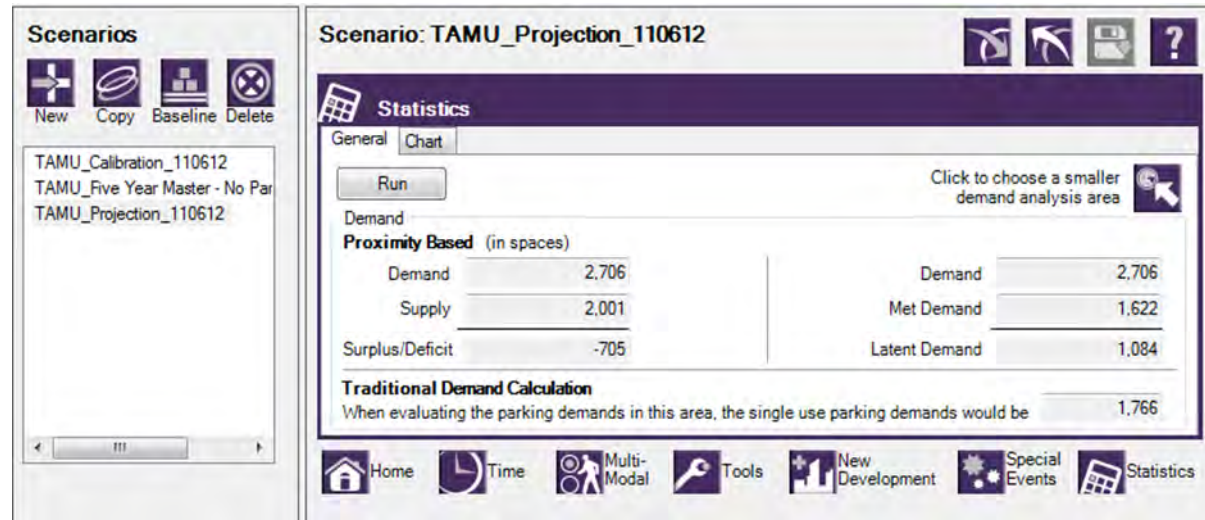 Scenarios
New Copy Baseline Delete
TAMU_Calibration_110612
TAMU_Five Year Master - No Par
TAMU_Projection_110612
Scenario: TAMU_Projection_110612
?
Statistics
General Chart
Run
Click to choose a smaller
demand analysis area
Demand
Proximity Based (in spaces)
Demand 2,706 Demand 2,706
Supply 2,001 Met Demand 1,622
Surplus/Deficit -705 Latent Demand 1,084
Traditional Demand Calculation
When evaluating the parking demands in this area, the single use parking demands would be 1,766
Home Time Multi-Modal Tools New Development Special Events Statistics